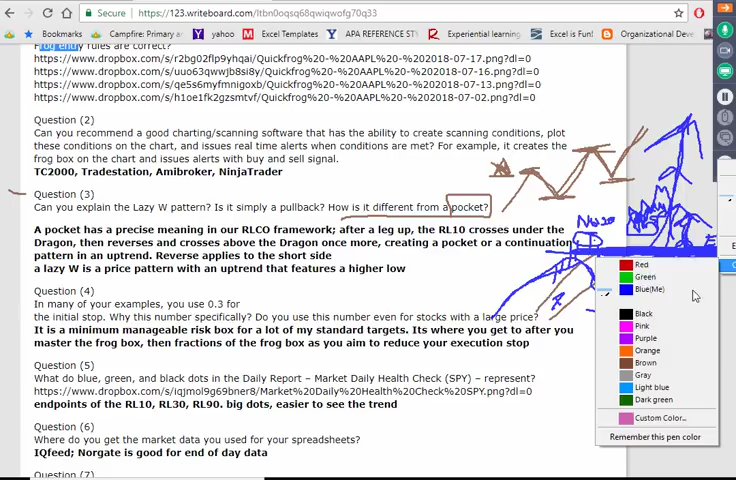 Secure
https://123.writeboard.com/ltbn0oqsq68qwiqwofg70q33
Bookmarks
Campfire: Primary a
yahoo
Excel Templates
APA REFERENCE STY
Experiential learning
Excel is Fun!
Organizational Deve
Other bookmarks
Frog entry rules are correct?
https://www.dropbox.com/s/r2bg02flp9yhqai/Quickfrog%20-%20AAPL%20-%202018-07-17.png?dl=0
https://www.dropbox.com/s/uuo63qwwjb8si8y/Quickfrog%20-%20AAPL%20-%202018-07-16.png?dl=0
https://www.dropbox.com/s/qe5s6myfmnigoxb/Quickfrog%20-%20AAPL%20-%202018-07-13.png?dl=0
https://www.dropbox.com/s/h1oe1fk2gzsmtvf/Quickfrog%20-%20AAPL%20-%202018-07-02.png?dl=0
Question (2)
Can you recommend a good charting/scanning software that has the ability to create scanning conditions, plot
these conditions on the chart, and issues real time alerts when conditions are met? For example, it creates the
frog box on the chart and issues alerts with buy and sell signal.
TC2000, Tradestation, Amibroker, NinjaTrader
Question (3)
Can you explain the Lazy W pattern? Is it simply a pullback? How is it different from a pocket?
A pocket has a precise meaning in our RLCO framework; after a leg up, the RL10 crosses under the
Dragon, then reverses and crosses above the Dragon once more, creating a pocket or a continuation
pattern in an uptrend. Reverse applies to the short side
a lazy W is a price pattern with an uptrend that features a higher low
Question (4)
In many of your examples, you use 0.3 for
the initial stop. Why this number specifically? Do you use this number even for stocks with a large price?
It is a minimum manageable risk box for a lot of my standard targets. Its where you get to after you
master the frog box, then fractions of the frog box as you aim to reduce your execution stop
Question (5)
What do blue, green, and black dots in the Daily Report – Market Daily Health Check (SPY) – represent?
https://www.dropbox.com/s/iqjmol9g69bner8/Market%20Daily%20Health%20Check%20SPY.png?dl=0
endpoints of the RL10, RL30, RL90. big dots, easier to see the trend
Question (6)
Where do you get the market data you used for your spreadsheets?
IQfeed; Norgate is good for end of day data
Question (7)
Red
Green
Blue(Me)
Black
Pink
Purple
Orange
Brown
Gray
Light blue
Dark green
Custom Color...
Remember this pen color